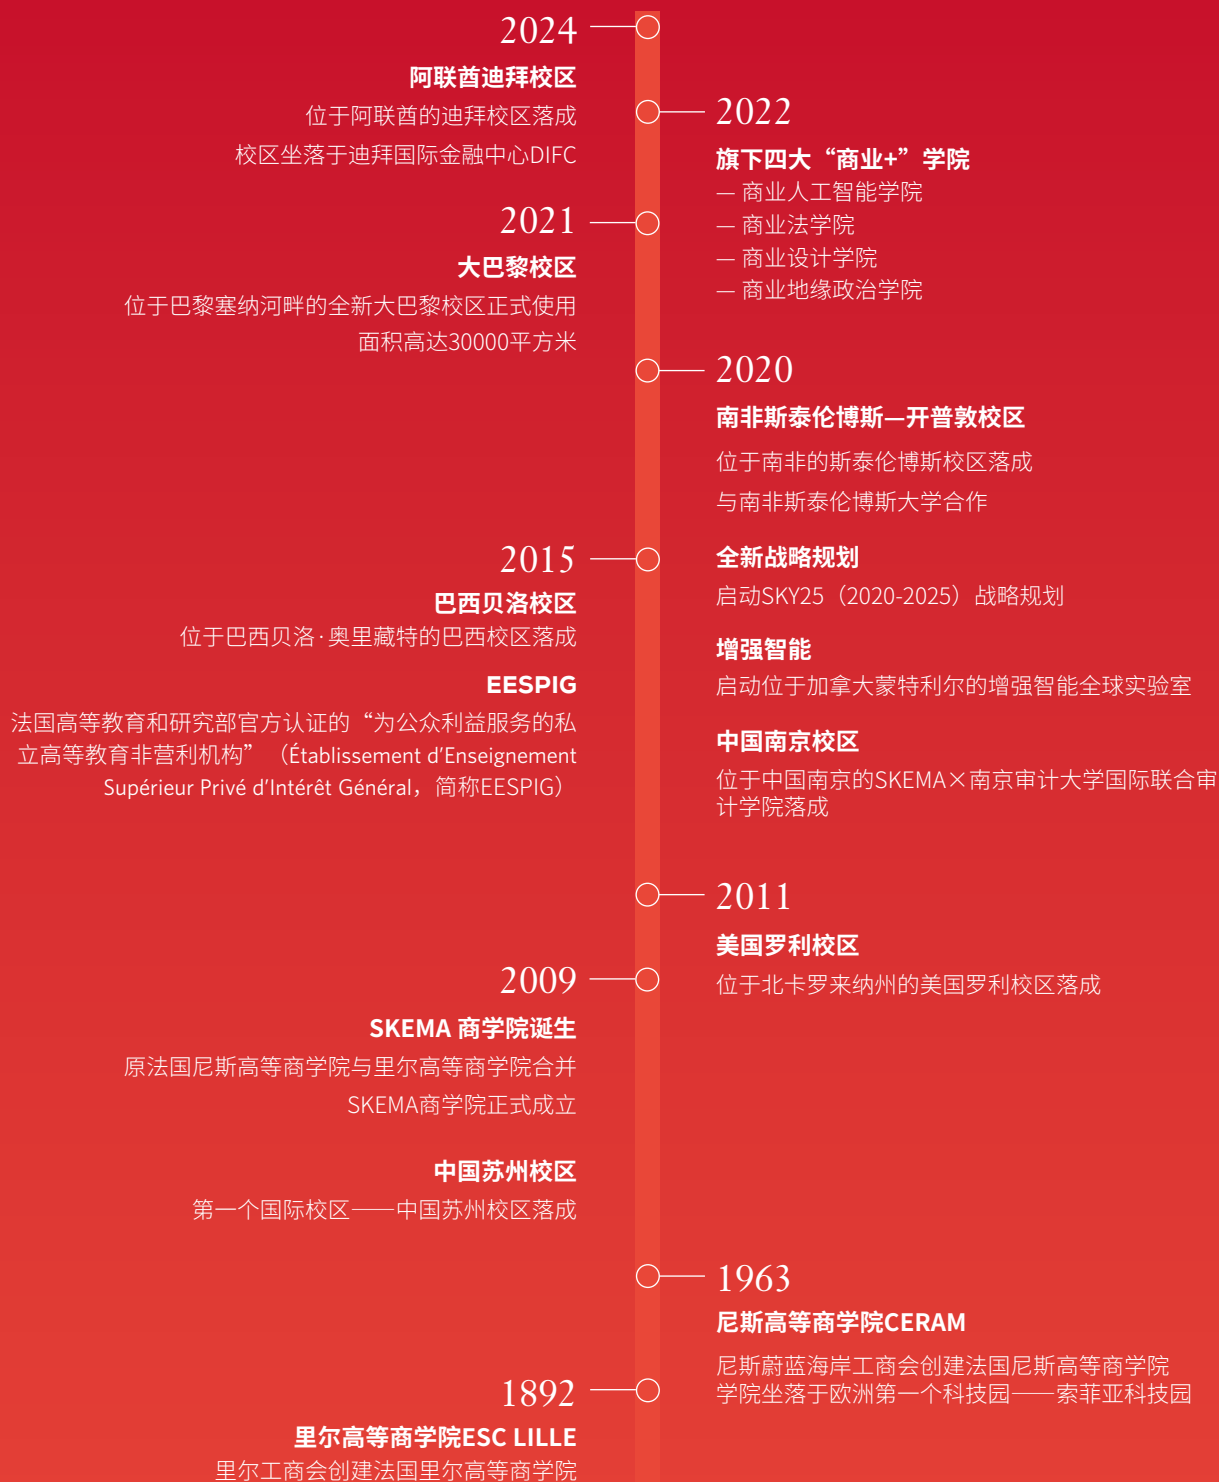 2024
阿联酋迪拜校区
位于阿联酋的迪拜校区落成
校区坐落于迪拜国际金融中心DIFC
2022
旗下四大“商业+”学院
— 商业人工智能学院
— 商业法学院
— 商业设计学院
— 商业地缘政治学院
2021
大巴黎校区
位于巴黎塞纳河畔的全新大巴黎校区正式使用
面积高达30000平方米
2020
南非斯泰伦博斯—开普敦校区
位于南非的斯泰伦博斯校区落成
与南非斯泰伦博斯大学合作
全新战略规划
启动SKY25（2020-2025）战略规划
增强智能
启动位于加拿大蒙特利尔的增强智能全球实验室
中国南京校区
位于中国南京的SKEMA×南京审计大学国际联合审
计学院落成
2015
巴西贝洛校区
位于巴西贝洛·奥里藏特的巴西校区落成
EESPIG
法国高等教育和研究部官方认证的“为公众利益服务的私
立高等教育非营利机构”（Établissement d’Enseignement
Supérieur Privé d’Intérêt Général，简称EESPIG）
2011
美国罗利校区
位于北卡罗来纳州的美国罗利校区落成
2009
SKEMA 商学院诞生
原法国尼斯高等商学院与里尔高等商学院合并
SKEMA商学院正式成立
中国苏州校区
第一个国际校区——中国苏州校区落成
1963
尼斯高等商学院CERAM
尼斯蔚蓝海岸工商会创建法国尼斯高等商学院
学院坐落于欧洲第一个科技园——索菲亚科技园
1892
里尔高等商学院ESC LILLE
里尔工商会创建法国里尔高等商学院